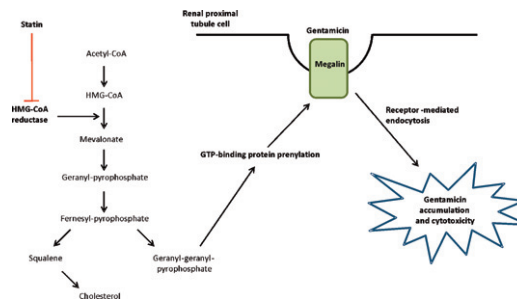 Statin
Acetyl-CoA
HMG-CoA
HMG-CoA
reductase
Mevalonate
Geranyl-pyrophosphate
Fernesyl-pyrophosphate
Squalene
Geranyl-geranyl-
pyrophosphate
Cholesterol
Renal proximal
tubule cell
Gentamicin
Megalin
GTP-binding protein prenylation
Receptor -mediated
endocytosis
Gentamicin
accumulation
and cytotoxicity